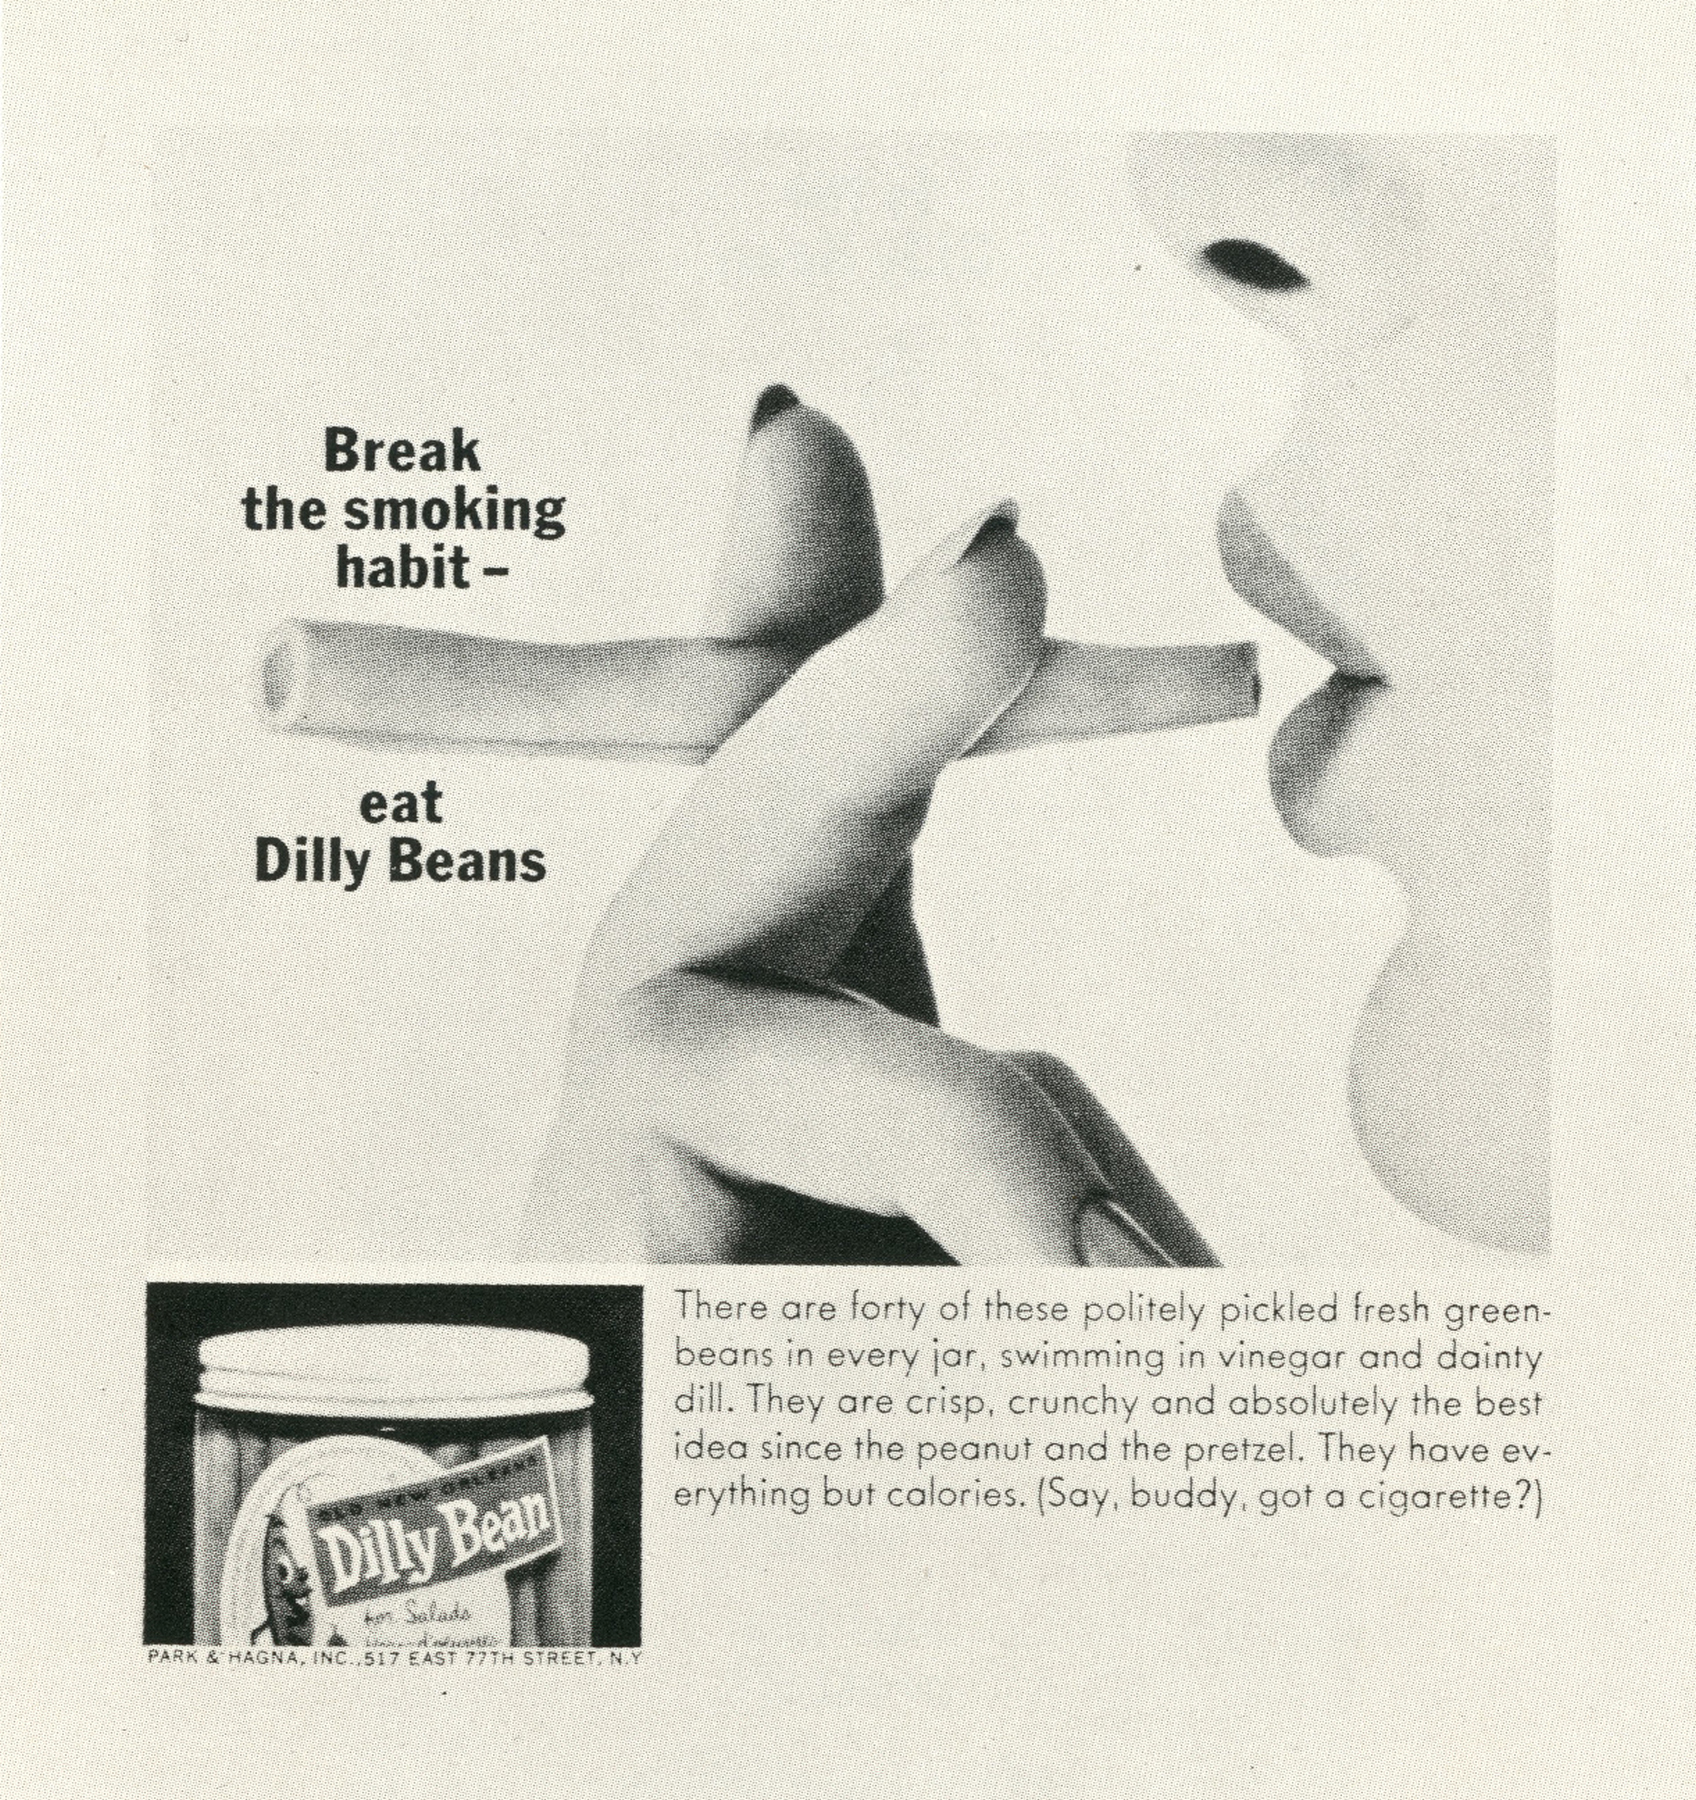 Break
the smoking
habit –
eat
Dilly Beans
There are forty of these politely pickled fresh green-
beans in every jar, swimming in vinegar and dainty
dill. They are crisp, crunchy and absolutely the best
idea since the peanut and the pretzel. They have ev-
erything but calories. (Say, buddy, got a cigarette?)
OLD NEW ORLEANS
Dilly Bean
for Salads
PARK & HAGNA, INC., 517 EAST 77TH STREET, N.Y